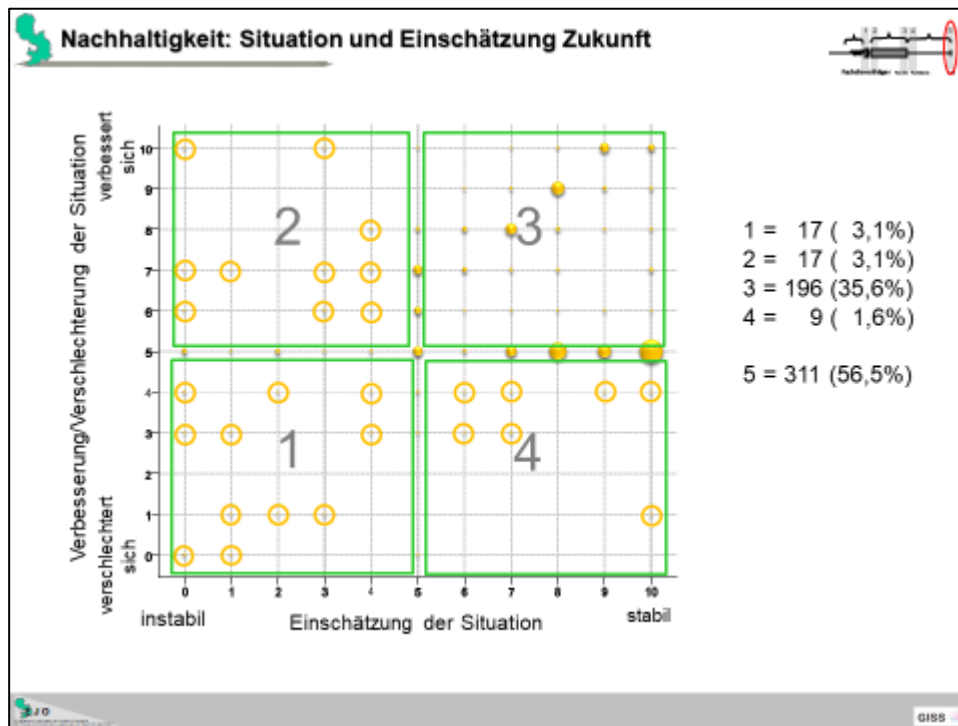 Nachhaltigkeit: Situation und Einschätzung Zukunft
Verbesserung/Verschlechterung der Situation
verbessert
sich
verschlechtert
sich
10
9
8
7
6
5
4
3
2
1
0
2
3
1
4
0 1 2 3 4 5 6 7 8 9 10
instabil
Einschätzung der Situation
stabil
1 = 17 ( 3,1%)
2 = 17 ( 3,1%)
3 = 196 (35,6%)
4 = 9 ( 1,6%)
5 = 311 (56,5%)
GISS